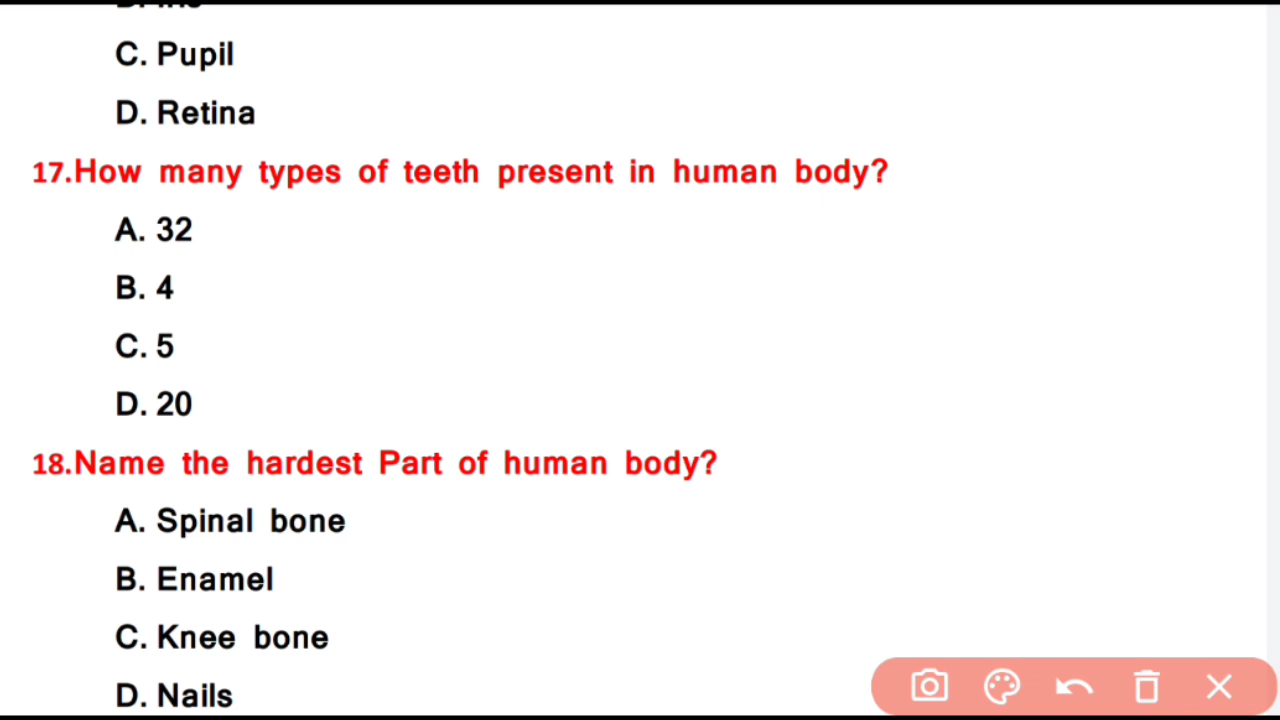 C. Pupil
D. Retina
17.How many types of teeth present in human body?
A. 32
B. 4
C. 5
D. 20
18.Name the hardest Part of human body?
A. Spinal bone
B. Enamel
C. Knee bone
D. Nails